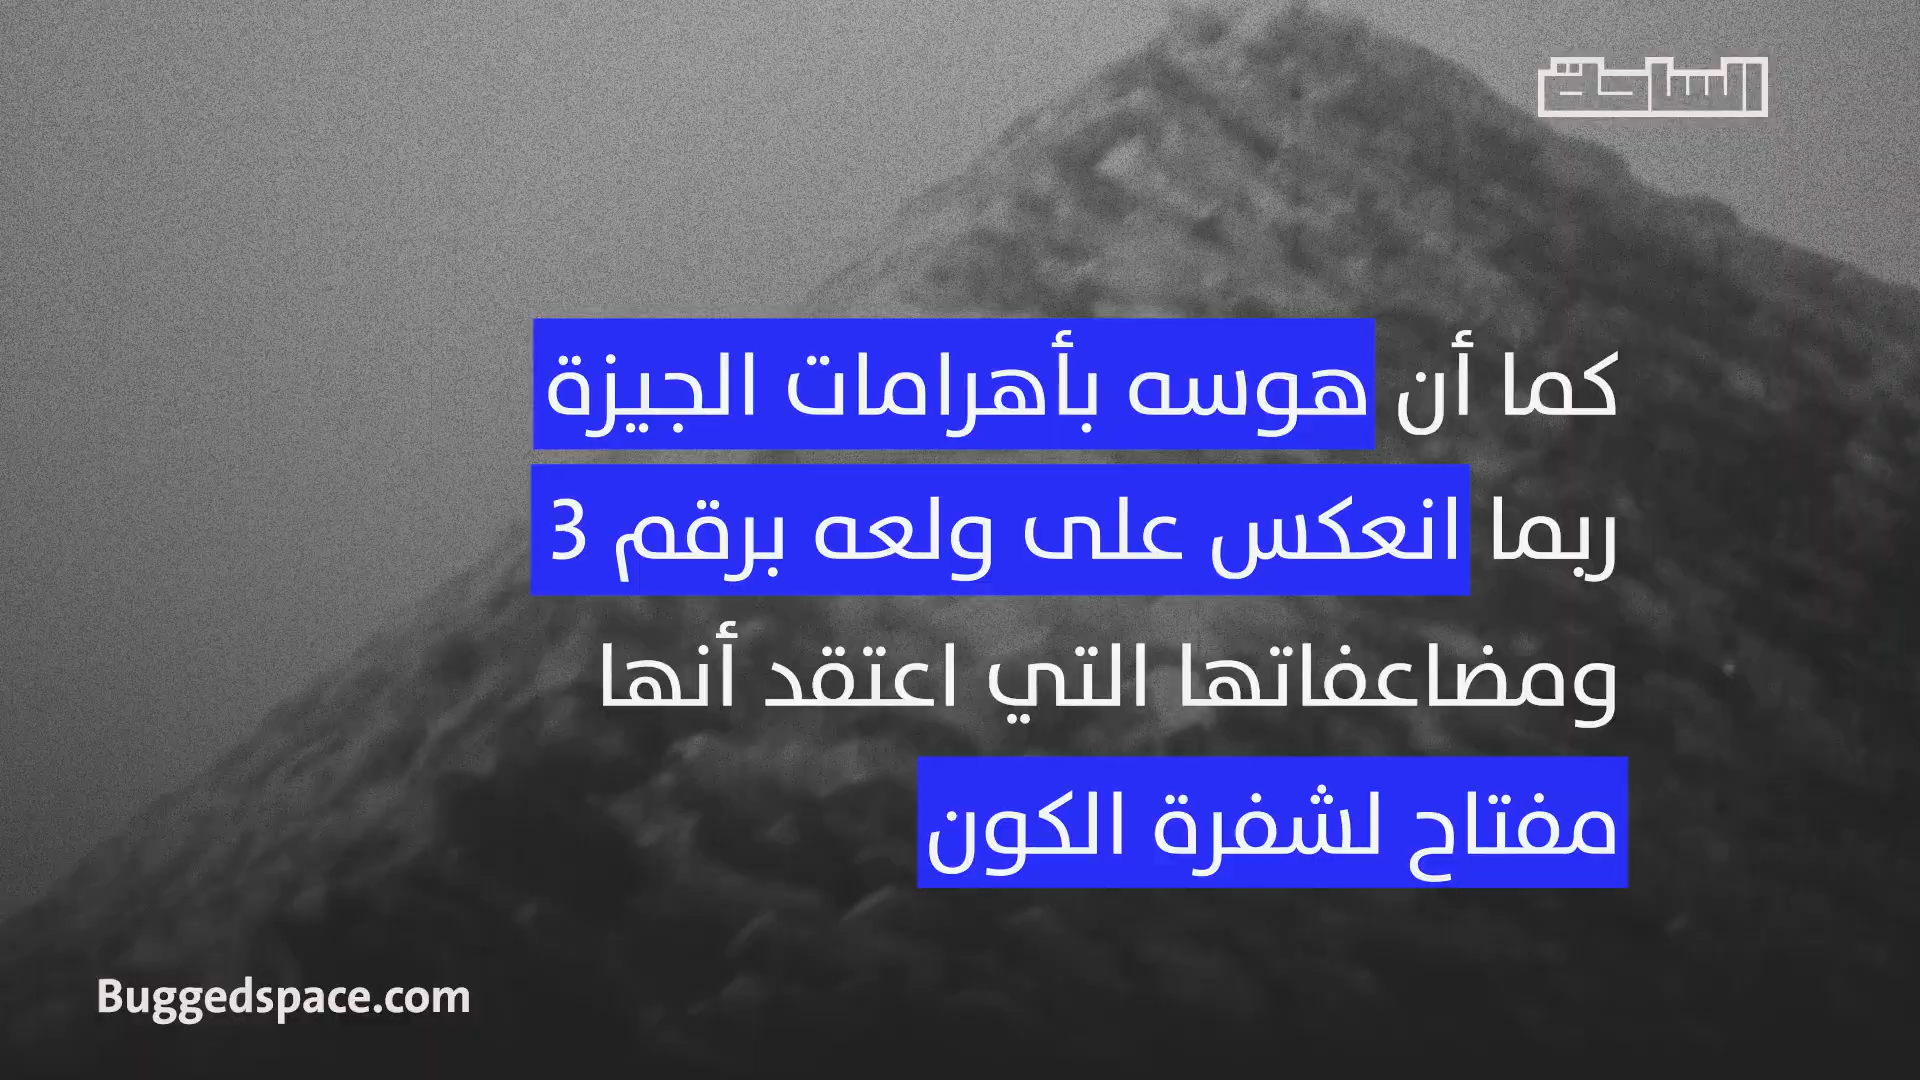 الساحة
كما أن هوسه بأهرامات الجيزة
ربما انعكس على ولعه برقم 3
ومضاعفاتها التي اعتقد أنها
مفتاح لشفرة الكون
Buggedspace.com